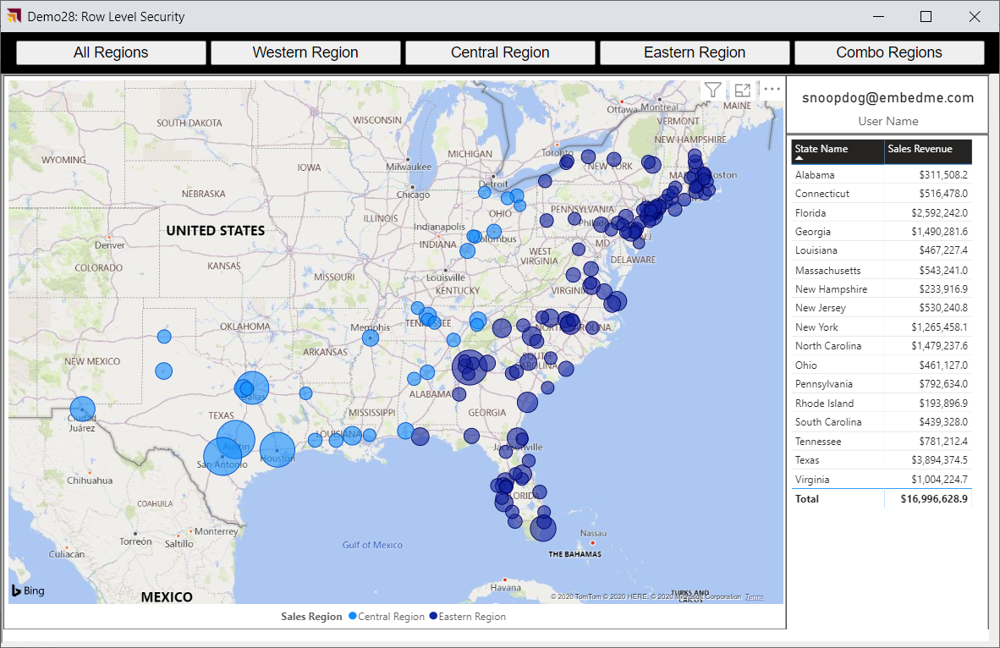 Demo28: Row Level Security
All Regions
Western Region
Central Region
Eastern Region
Combo Regions
Ottawa
Montreal
MAINE
SOUTH DAKOTA
WISCONSIN
VERMONT
NEW HAMPSHIRE
WYOMING
MICHIGAN
Toronto
NEW YORK
IOWA
Milwaukee
Boston
Detroit
NEBRASKA
Chicago
PENNSYLVANIA
ILLINOIS
OHIO
UNITED STATES
Indianapolis
Denver
INDIANA
MD
NJ
COLORADO
KANSAS
WEST
VIRGINIA
DELAWARE
MISSOURI
Louisville
KENTUCKY
OKLAHOMA
Memphis
TENNESSEE
NORTH CAROLINA
ARKANSAS
NEW MEXICO
SOUTH
CAROLINA
ALABAMA
Dallas
TEXAS
MISSISSIPPI
GEORGIA
Ciudad
Juárez
LOUISIANA
Austin
Jacksonville
San Antonio
Houston
Chihuahua
FLORIDA
COAHUILA
Monterrey
Torreón
Saltillo
Gulf of Mexico
Nassau
Culiacán
THE BAHAMAS
Havana
Bing
MEXICO
TURKS AND
CAICOS
© 2020 TomTom © 2020 HERE, © 2020 Microsoft Corporation Terms
Sales Region Central Region Eastern Region
snoopdog@embedme.com
User Name
State Name Sales Revenue
Alabama $311,508.2
Connecticut $516,478.0
Florida $2,592,242.0
Georgia $1,490,281.6
Louisiana $467,227.4
Massachusetts $543,241.0
New Hampshire $233,916.9
New Jersey $530,240.8
New York $1,265,458.1
North Carolina $1,479,237.6
Ohio $461,127.0
Pennsylvania $792,634.0
Rhode Island $193,896.9
South Carolina $439,328.0
Tennessee $781,212.4
Texas $3,894,374.5
Virginia $1,004,224.7
Total $16,996,628.9